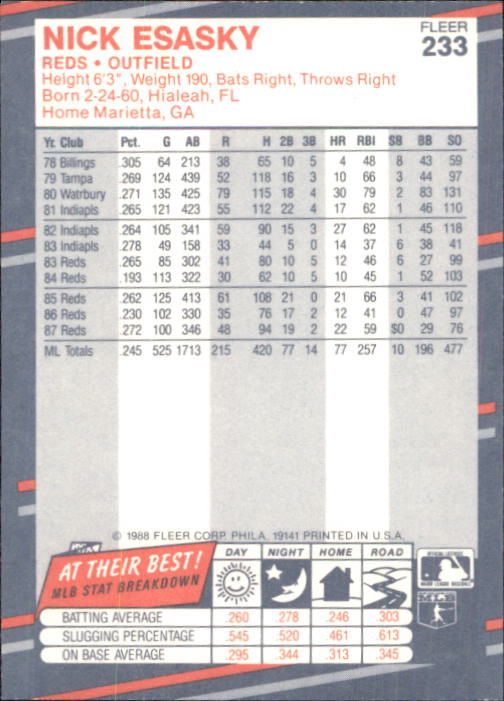 NICK ESASKY
FLEER
233
REDS • OUTFIELD
Height 6'3", Weight 190, Bats Right, Throws Right
Born 2-24-60, Hialeah, FL
Home Marietta, GA
Yr. Club Pct. G AB R H 2B 3B HR RBI SB BB SO
78 Billings .305 64 213 38 65 10 5 4 48 8 43 59
79 Tampa .269 124 439 52 118 16 3 10 66 3 44 97
80 Watrbury .271 135 425 79 115 18 4 30 79 2 83 131
81 Indiapls .265 121 423 55 112 22 4 17 62 1 46 110
82 Indiapls .264 105 341 59 90 15 3 27 62 1 45 118
83 Indiapls .278 49 158 33 44 5 0 14 37 6 38 41
83 Reds .265 85 302 41 80 10 5 12 46 6 27 99
84 Reds .193 113 322 30 62 10 5 10 45 1 52 103
85 Reds .262 125 413 61 108 21 0 21 66 3 41 102
86 Reds .230 102 330 35 76 17 2 12 41 0 47 97
87 Reds .272 100 346 48 94 19 2 22 59 $0 29 76
ML Totals .245 525 1713 215 420 77 14 77 257 10 196 477
© 1988 FLEER CORP. PHILA. 19141 PRINTED IN U.S.A.
AT THEIR BEST!
MLB STAT BREAKDOWN
DAY NIGHT HOME ROAD
OFFICIAL LICENSEE
MAJOR LEAGUE BASEBALL
BATTING AVERAGE .260 .278 .246 .303
SLUGGING PERCENTAGE .545 .520 .461 .613
ON BASE AVERAGE .295 .344 .313 .345